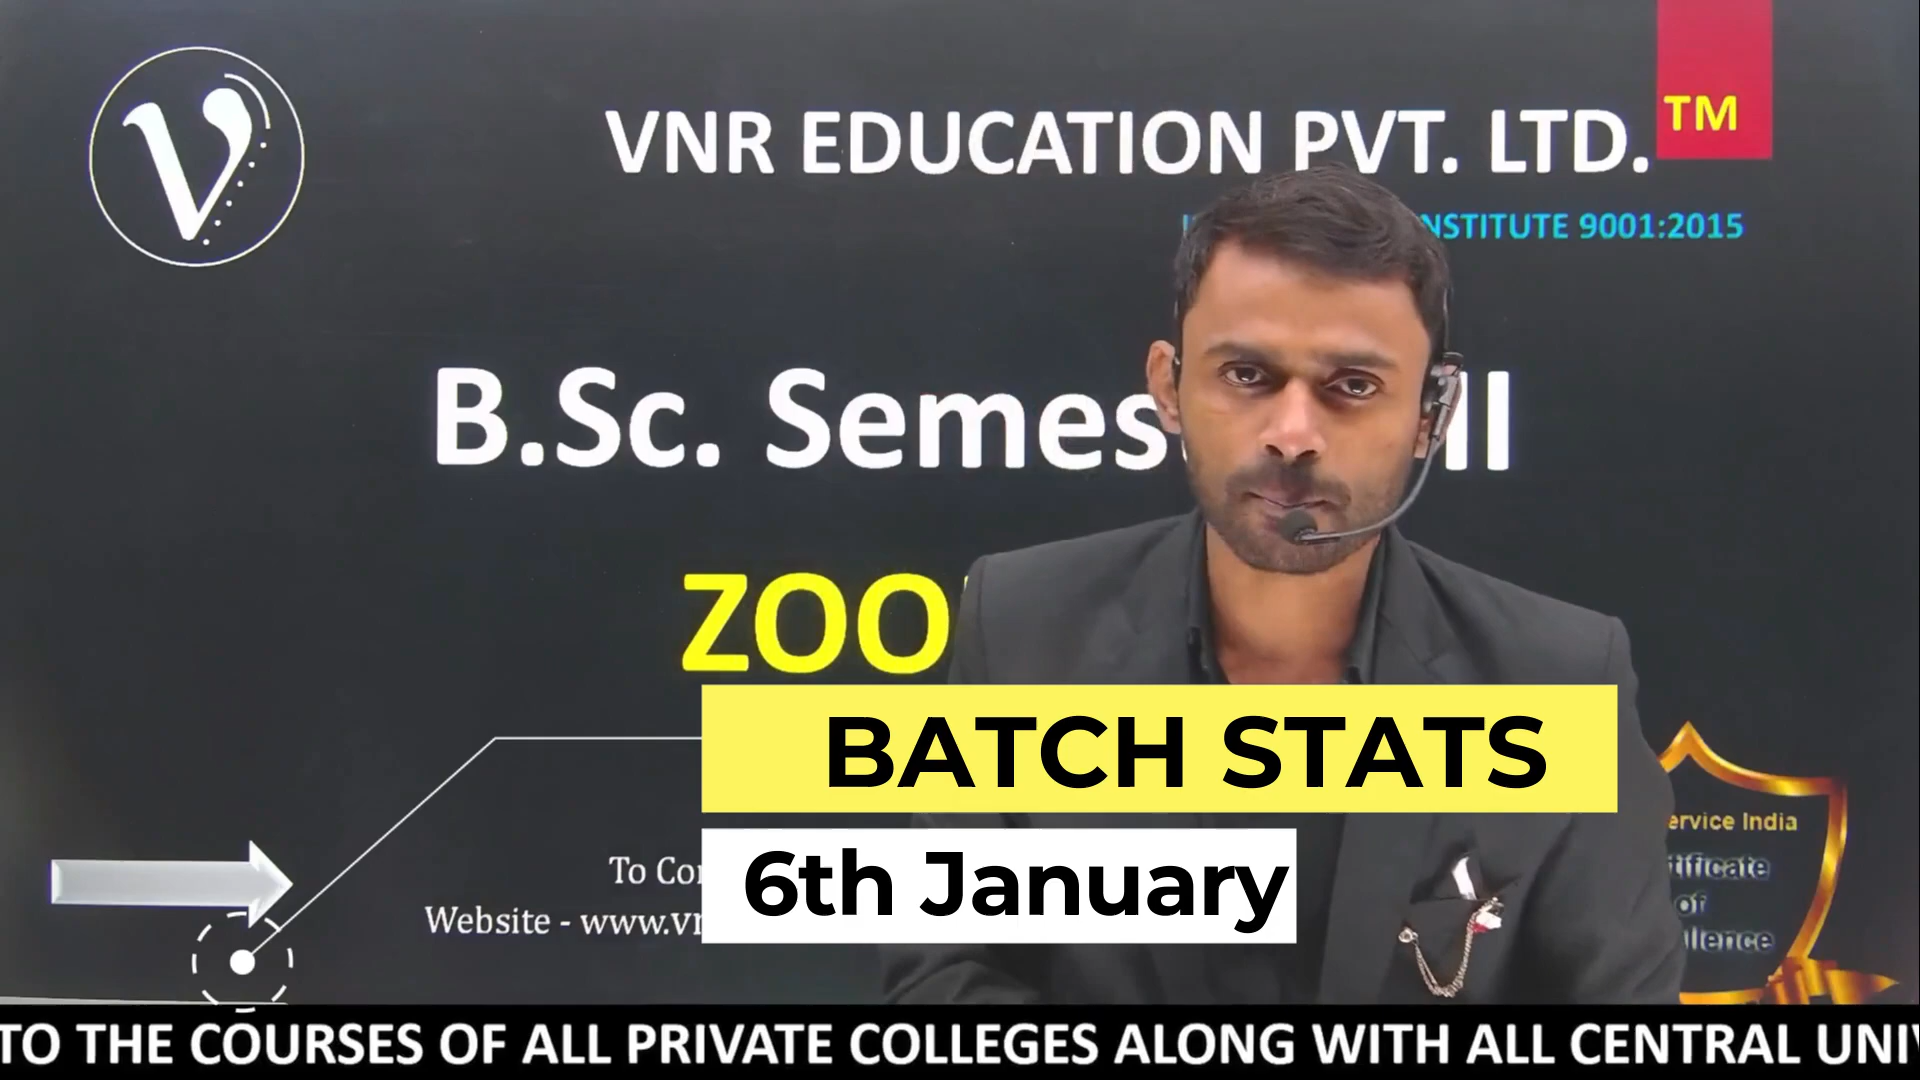 V
VNR EDUCATION PVT. LTD. TM
NSTITUTE 9001:2015
B.Sc. Semes II
ZOO
BATCH STATS
6th January
ervice India
tificate
of
llence
To Co
Website - www.v
TO THE COURSES OF ALL PRIVATE COLLEGES ALONG WITH ALL CENTRAL UNIV